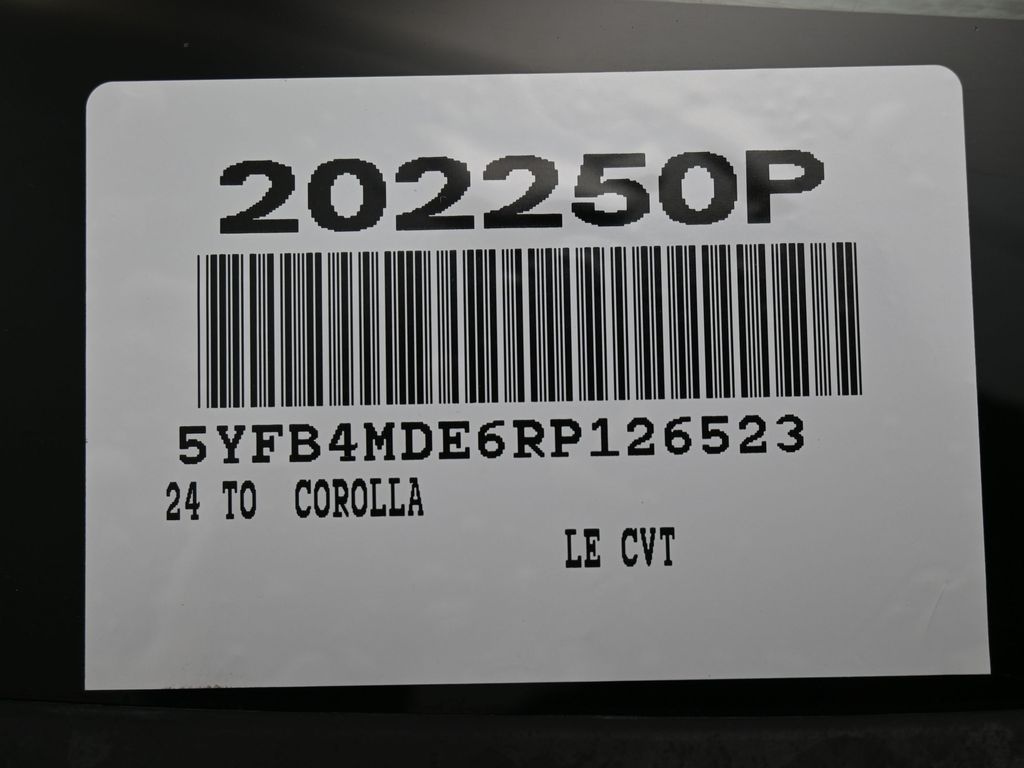 202250P
5YFB4MDE6RP126523
24 TO COROLLA
LE CVT